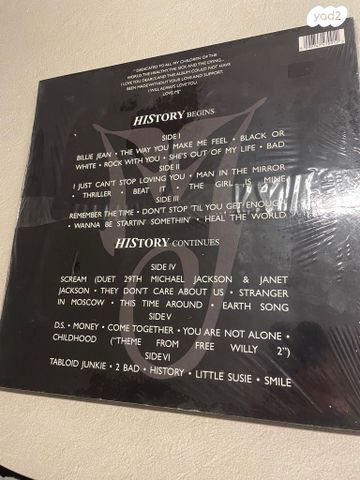 yad2
"DEDICATED TO ALL MY CHILDREN OF THE
WORLD, THE HEALTHY, THE SICK AND THE DYING...
I LOVE YOU DEARLY, AND THIS ALBUM COULD NOT HAVE
BEEN MADE WITHOUT YOUR LOVE AND SUPPORT.
I WILL ALWAYS LOVE YOU.
LOVE,
HISTORY BEGINS
SIDE I
BILLIE JEAN • THE WAY YOU MAKE ME FEEL • BLACK OR
WHITE • ROCK WITH YOU • SHE'S OUT OF MY LIFE • BAD
SIDE II
I JUST CAN'T STOP LOVING YOU • MAN IN THE MIRROR
• THRILLER • BEAT IT • THE GIRL IS MINE
SIDE III
REMEMBER THE TIME • DON'T STOP 'TIL YOU GET ENOUGH
• WANNA BE STARTIN' SOMETHIN' • HEAL THE WORLD
HISTORY CONTINUES
SIDE IV
SCREAM (DUET 29TH MICHAEL JACKSON & JANET
JACKSON • THEY DON'T CARE ABOUT US • STRANGER
IN MOSCOW • THIS TIME AROUND • EARTH SONG
SIDE V
D.S. • MONEY • COME TOGETHER • YOU ARE NOT ALONE •
CHILDHOOD ("THEME FROM FREE WILLY 2")
SIDE VI
TABLOID JUNKIE • 2 BAD • HISTORY • LITTLE SUSIE • SMILE